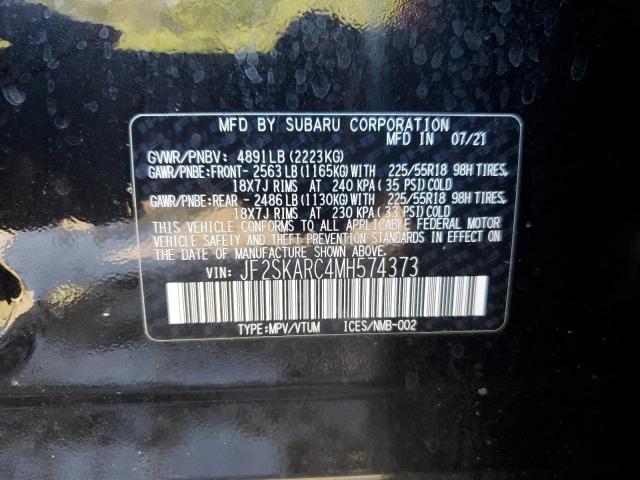 MFD BY SUBARU CORPORATION
MFD IN 07/21
GVWR/PNBV: 4891LB (2223KG)
GAWR/PNBE:FRONT- 2563LB (1165KG) WITH 225/55R18 98H TIRES,
18X7J RIMS AT 240 KPA (35 PSI) COLD
GAWR/PNBE:REAR - 2486LB (1130KG) WITH 225/55R18 98H TIRES,
18X7J RIMS AT 230 KPA (33 PSI) COLD
THIS VEHICLE CONFORMS TO ALL APPLICABLE FEDERAL MOTOR
VEHICLE SAFETY AND THEFT PREVENTION STANDARDS IN EFFECT
ON THE DATE OF MANUFACTURE SHOWN ABOVE.
VIN: JF2SKARC4MH574373
TYPE:MPV/VTUM ICES/NMB-002